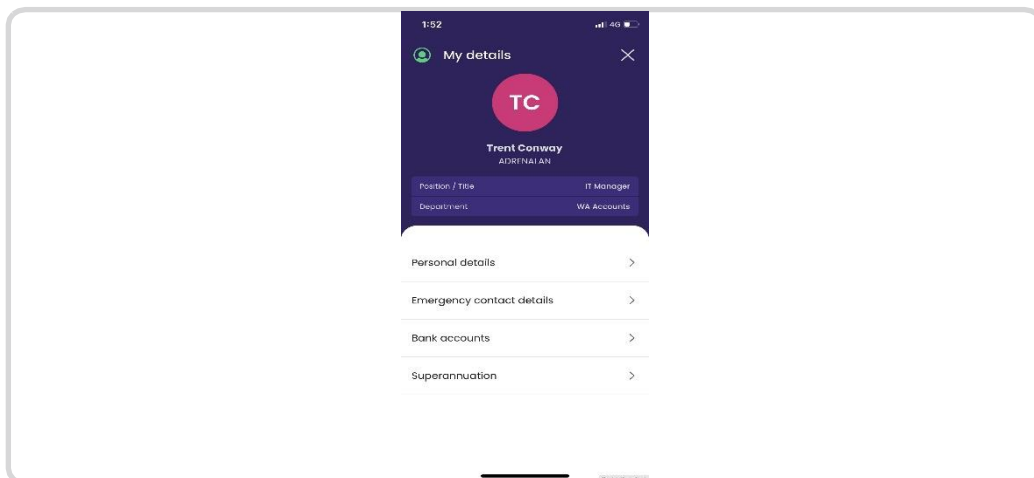 1:52 4G
My details
TC
Trent Conway
ADRENALAN
Position / Title IT Manager
Department WA Accounts
Personal details
Emergency contact details
Bank accounts
Superannuation